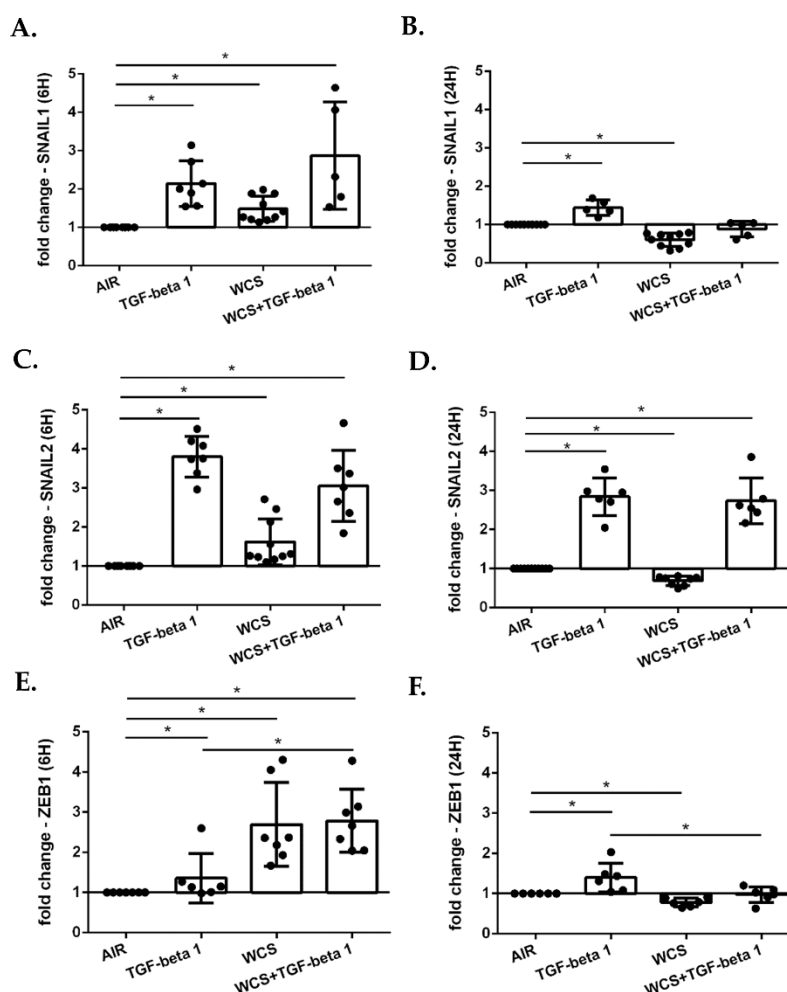 A.
fold change - SNAIL1 (6H)
5
4
3
2
1
0
*
*
*
AIR
TGF-beta 1
WCS
WCS+TGF-beta 1
B.
fold change - SNAIL1 (24H)
5
4
3
2
1
0
*
*
AIR
TGF-beta 1
WCS
WCS+TGF-beta 1
C.
fold change - SNAIL2 (6H)
5
4
3
2
1
0
*
*
*
AIR
TGF-beta 1
WCS
WCS+TGF-beta 1
D.
fold change - SNAIL2 (24H)
5
4
3
2
1
0
*
*
*
AIR
TGF-beta 1
WCS
WCS+TGF-beta 1
E.
fold change - ZEB1 (6H)
5
4
3
2
1
0
*
*
*
*
AIR
TGF-beta 1
WCS
WCS+TGF-beta 1
F.
fold change - ZEB1 (24H)
5
4
3
2
1
0
*
*
*
AIR
TGF-beta 1
WCS
WCS+TGF-beta 1